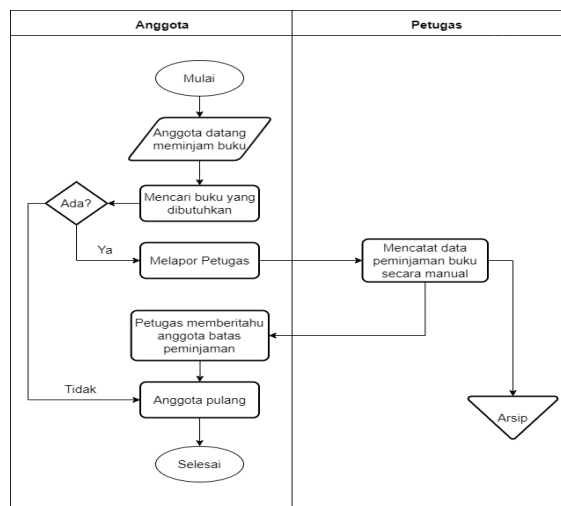 Anggota
Petugas
Mulai
Anggota datang
meminjam buku
Mencari buku yang
dibutuhkan
Ada?
Ya
Melapor Petugas
Mencatat data
peminjaman buku
secara manual
Petugas memberitahu
anggota batas
peminjaman
Tidak
Anggota pulang
Arsip
Selesai